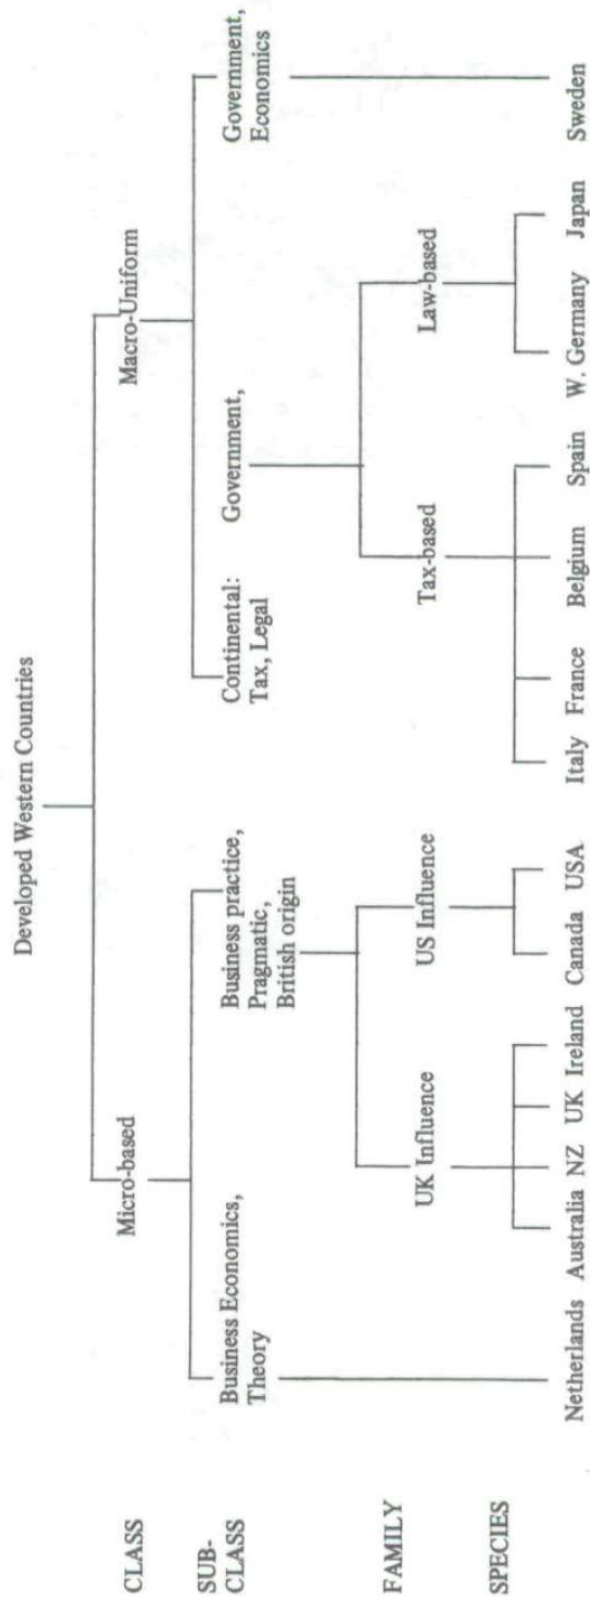 Developed Western Countries
CLASS
Micro-based
Macro-Uniform
SUB-
CLASS
Business Economics,
Theory
Business practice,
Pragmatic,
British origin
Continental:
Tax, Legal
Government,
Government,
Economics
FAMILY
UK Influence
US Influence
Tax-based
Law-based
SPECIES
Netherlands
Australia
NZ
UK
Ireland
Canada
USA
Italy
France
Belgium
Spain
W. Germany
Japan
Sweden